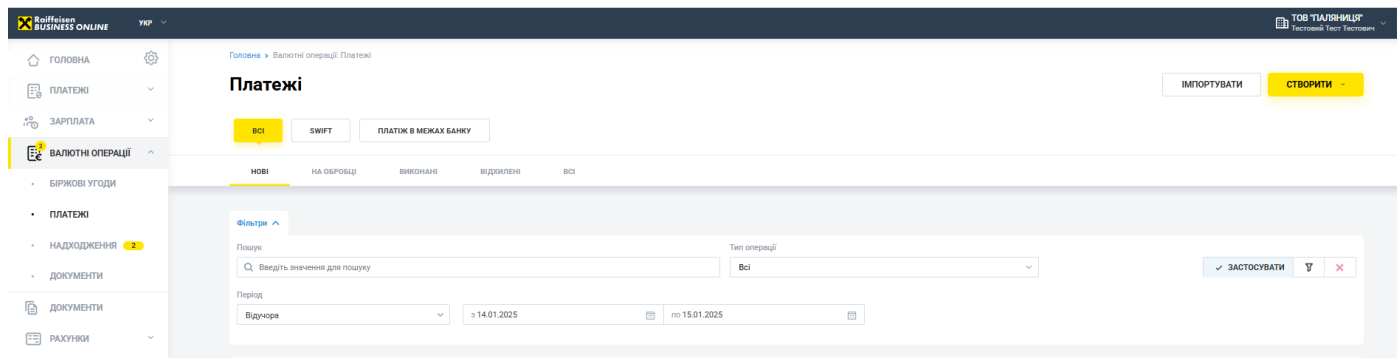 Raiffeisen
BUSINESS ONLINE
УКР
ТОВ "ПАЛЯНИЦЯ"
Тестовий Тест Тестович
ГОЛОВНА
ПЛАТЕЖІ
ЗАРПЛАТА
2
ВАЛЮТНІ ОПЕРАЦІЇ
БІРЖОВІ УГОДИ
ПЛАТЕЖІ
НАДХОДЖЕННЯ 2
ДОКУМЕНТИ
ДОКУМЕНТИ
РАХУНКИ
Головна > Валютні операції: Платежі
Платежі
ІМПОРТУВАТИ
СТВОРИТИ
ВСІ
SWIFT
ПЛАТІЖ В МЕЖАХ БАНКУ
НОВІ
НА ОБРОБЦІ
ВИКОНАНІ
ВІДХИЛЕНІ
ВСІ
Фільтри
Пошук
Введіть значення для пошуку
Тип операції
Всі
ЗАСТОСУВАТИ
Період
Відучора
з 14.01.2025
по 15.01.2025